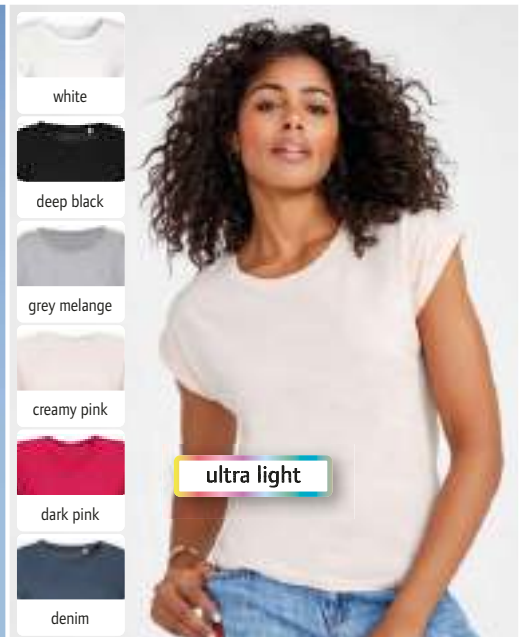 white
deep black
grey melange
creamy pink
dark pink
denim
ultra light